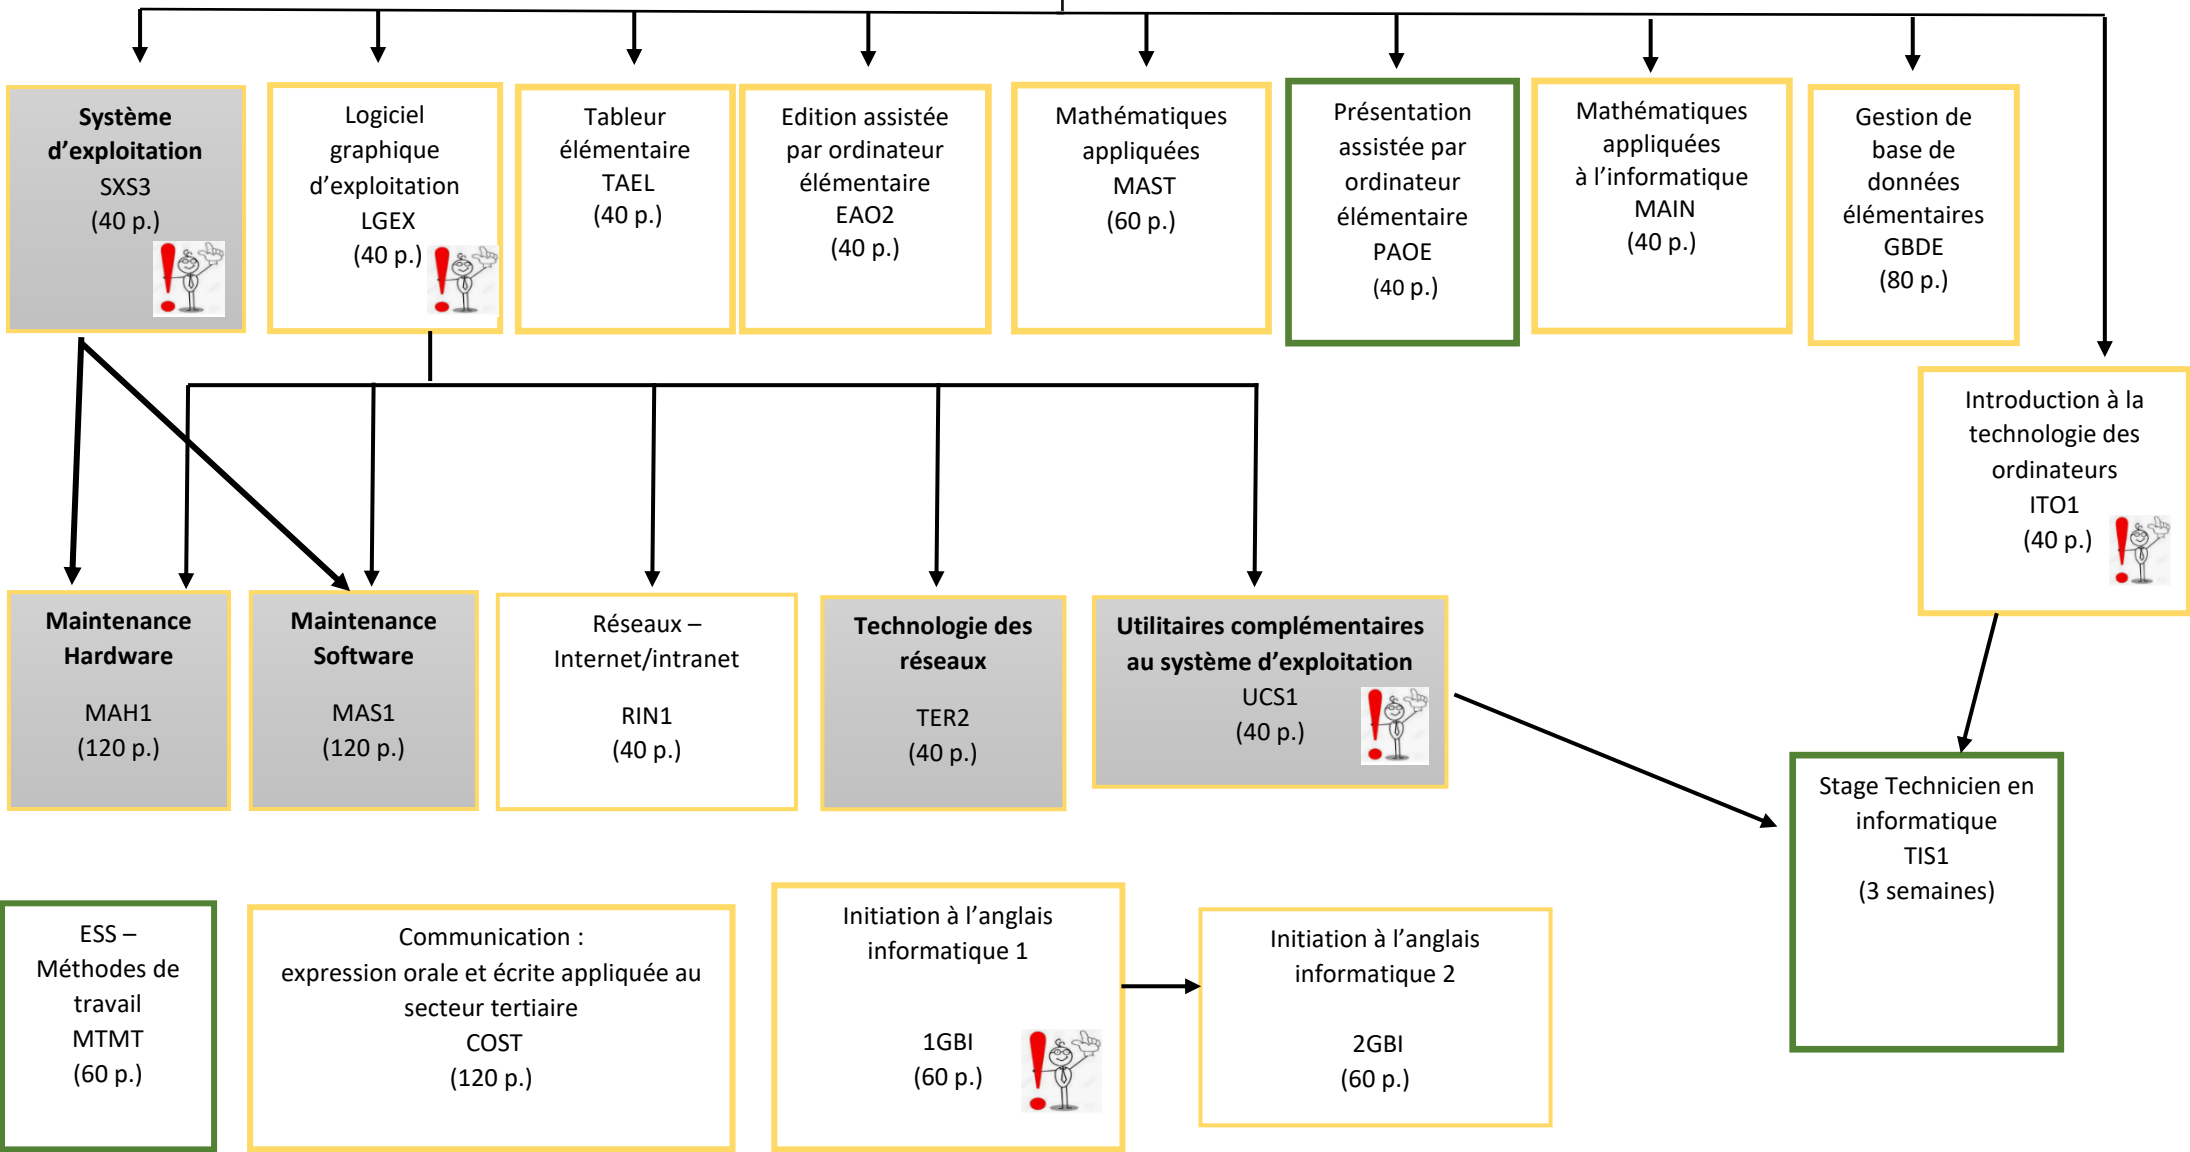 Système
d’exploitation
SXS3
(40 p.)
Logiciel
graphique
d’exploitation
LGEX
(40 p.)
Tableur
élémentaire
TAEL
(40 p.)
Edition assistée
par ordinateur
élémentaire
EAO2
(40 p.)
Mathématiques
appliquées
MAST
(60 p.)
Présentation
assistée par
ordinateur
élémentaire
PAOE
(40 p.)
Mathématiques
appliquées
à l’informatique
MAIN
(40 p.)
Gestion de
base de
données
élémentaires
GBDE
(80 p.)
Introduction à la
technologie des
ordinateurs
ITO1
(40 p.)
Maintenance
Hardware
MAH1
(120 p.)
Maintenance
Software
MAS1
(120 p.)
Réseaux –
Internet/intranet
RIN1
(40 p.)
Technologie des
réseaux
TER2
(40 p.)
Utilitaires complémentaires
au système d’exploitation
UCS1
(40 p.)
Stage Technicien en
informatique
TIS1
(3 semaines)
ESS –
Méthodes de
travail
MTMT
(60 p.)
Communication :
expression orale et écrite appliquée au
secteur tertiaire
COST
(120 p.)
Initiation à l’anglais
informatique 1
1GBI
(60 p.)
Initiation à l’anglais
informatique 2
2GBI
(60 p.)